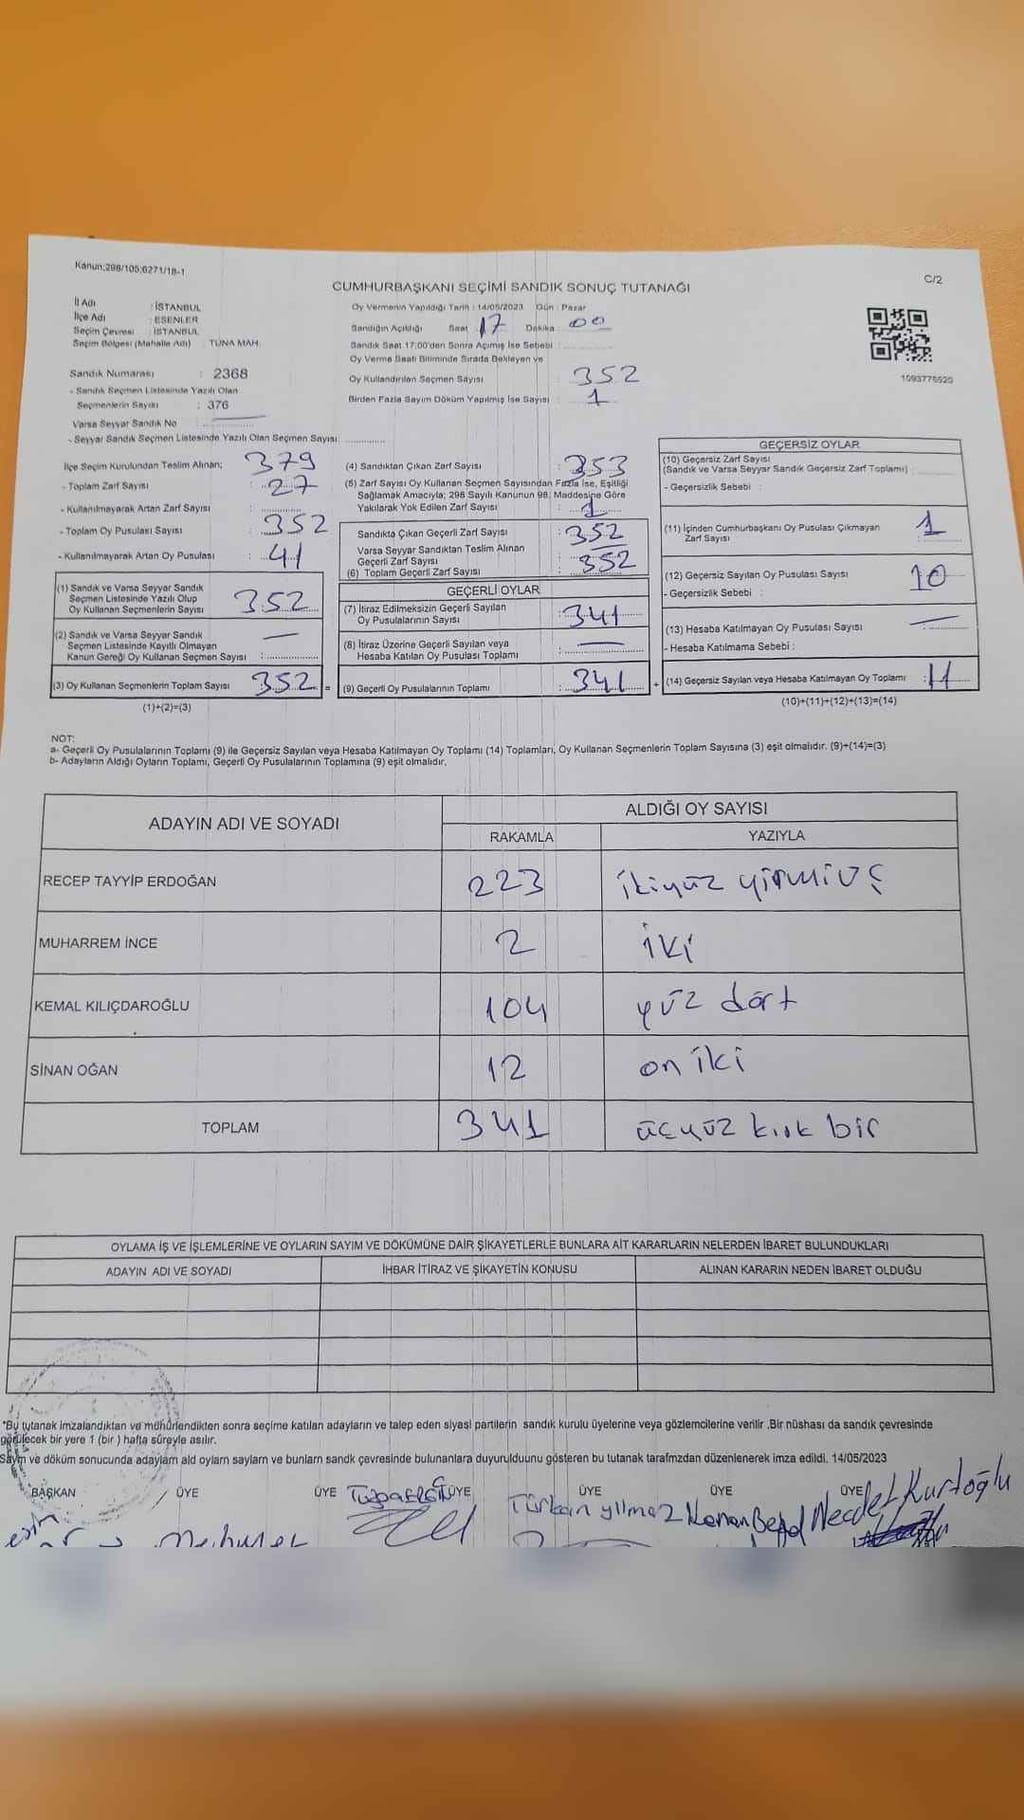 Kanun;298/105;6271/18-1
C/2
CUMHURBAŞKANI SEÇİMİ SANDIK SONUÇ TUTANAĞI
İl Adı : İSTANBUL
İlçe Adı : ESENLER
Seçim Çevresi : İSTANBUL
Seçim Bölgesi (Mahalle Adı) : TUNA MAH.
Sandık Numarası : 2368
- Sandık Seçmen Listesinde Yazılı Olan
Seçmenlerin Sayısı : 376
Varsa Seyyar Sandık No
- Seyyar Sandık Seçmen Listesinde Yazılı Olan Seçmen Sayısı
Oy Vermenin Yapıldığı Tarih : 14/05/2023 Gün : Pazar
Sandığın Açıldığı Saat 17 Dakika 00
Sandık Saat 17:00'den Sonra Açımış İse Sebebi
Oy Verme Saati Bitiminde Sırada Bekleyen ve
Oy Kullandırılan Seçmen Sayısı 352
Birden Fazla Sayım Döküm Yapılmış İse Sayısı 1
1093776520
İlçe Seçim Kurulundan Teslim Alınan; 379
- Toplam Zarf Sayısı 27
- Kullanılmayarak Artan Zarf Sayısı
- Toplam Oy Pusulası Sayısı 352
- Kullanılmayarak Artan Oy Pusulası : 41
(1) Sandık ve Varsa Seyyar Sandık
Seçmen Listesinde Yazılı Olup
Oy Kullanan Seçmenlerin Sayısı 352
(2) Sandık ve Varsa Seyyar Sandık
Seçmen Listesinde Kayıtlı Olmayan
Kanun Gereği Oy Kullanan Seçmen Sayısı : —
(3) Oy Kullanan Seçmenlerin Toplam Sayısı 352 =
(1)+(2)=(3)
(4) Sandıktan Çıkan Zarf Sayısı : 353
(5) Zarf Sayısı Oy Kullanan Seçmen Sayısından Fazla İse, Eşitliği
Sağlamak Amacıyla; 298 Sayılı Kanunun 98. Maddesine Göre
Yakılarak Yok Edilen Zarf Sayısı : 1
Sandıkta Çıkan Geçerli Zarf Sayısı : 352
Varsa Seyyar Sandıktan Teslim Alınan
Geçerli Zarf Sayısı
(6) Toplam Geçerli Zarf Sayısı : 352
GEÇERLİ OYLAR
(7) İtiraz Edilmeksizin Geçerli Sayılan
Oy Pusulalarının Sayısı : 341
(8) İtiraz Üzerine Geçerli Sayılan veya
Hesaba Katılan Oy Pusulası Toplamı : —
(9) Geçerli Oy Pusulalarının Toplamı : 341 +
GEÇERSİZ OYLAR
(10) Geçersiz Zarf Sayısı
(Sandık ve Varsa Seyyar Sandık Geçersiz Zarf Toplamı)
- Geçersizlik Sebebi :
(11) İçinden Cumhurbaşkanı Oy Pusulası Çıkmayan
Zarf Sayısı 1
(12) Geçersiz Sayılan Oy Pusulası Sayısı 10
- Geçersizlik Sebebi :
(13) Hesaba Katılmayan Oy Pusulası Sayısı —
- Hesaba Katılmama Sebebi :
(14) Geçersiz Sayılan veya Hesaba Katılmayan Oy Toplamı : 11
(10)+(11)+(12)+(13)=(14)
NOT:
a- Geçerli Oy Pusulalarının Toplamı (9) ile Geçersiz Sayılan veya Hesaba Katılmayan Oy Toplamı (14) Toplamları, Oy Kullanan Seçmenlerin Toplam Sayısına (3) eşit olmalıdır. (9)+(14)=(3)
b- Adayların Aldığı Oyların Toplamı, Geçerli Oy Pusulalarının Toplamına (9) eşit olmalıdır.
ADAYIN ADI VE SOYADI
ALDIĞI OY SAYISI
RAKAMLA YAZIYLA
RECEP TAYYİP ERDOĞAN 223 ikiyüz yirmiüç
MUHARREM İNCE 2 iki
KEMAL KILIÇDAROĞLU 104 yüz dört
SİNAN OĞAN 12 on iki
TOPLAM 341 üçyüz kırk bir
OYLAMA İŞ VE İŞLEMLERİNE VE OYLARIN SAYIM VE DÖKÜMÜNE DAİR ŞİKAYETLERLE BUNLARA AİT KARARLARIN NELERDEN İBARET BULUNDUKLARI
ADAYIN ADI VE SOYADI İHBAR İTİRAZ VE ŞİKAYETİN KONUSU ALINAN KARARIN NEDEN İBARET OLDUĞU
"Bu tutanak imzalandıktan ve mühürlendikten sonra seçime katılan adayların ve talep eden siyasi partilerin sandık kurulu üyelerine veya gözlemcilerine verilir .Bir nüshası da sandık çevresinde
görülecek bir yere 1 (bir ) hafta süreyle asılır.
Sayım ve döküm sonucunda adayların ald oyların sayların ve bunların sandk çevresinde bulunanlara duyurulduunu gösteren bu tutanak tarafmzdan düzenlenerek imza edildi. 14/05/2023
BAŞKAN ÜYE ÜYE ÜYE ÜYE ÜYE ÜYE
Türkan yılmaz Kenan Necdet Kurtoğlu